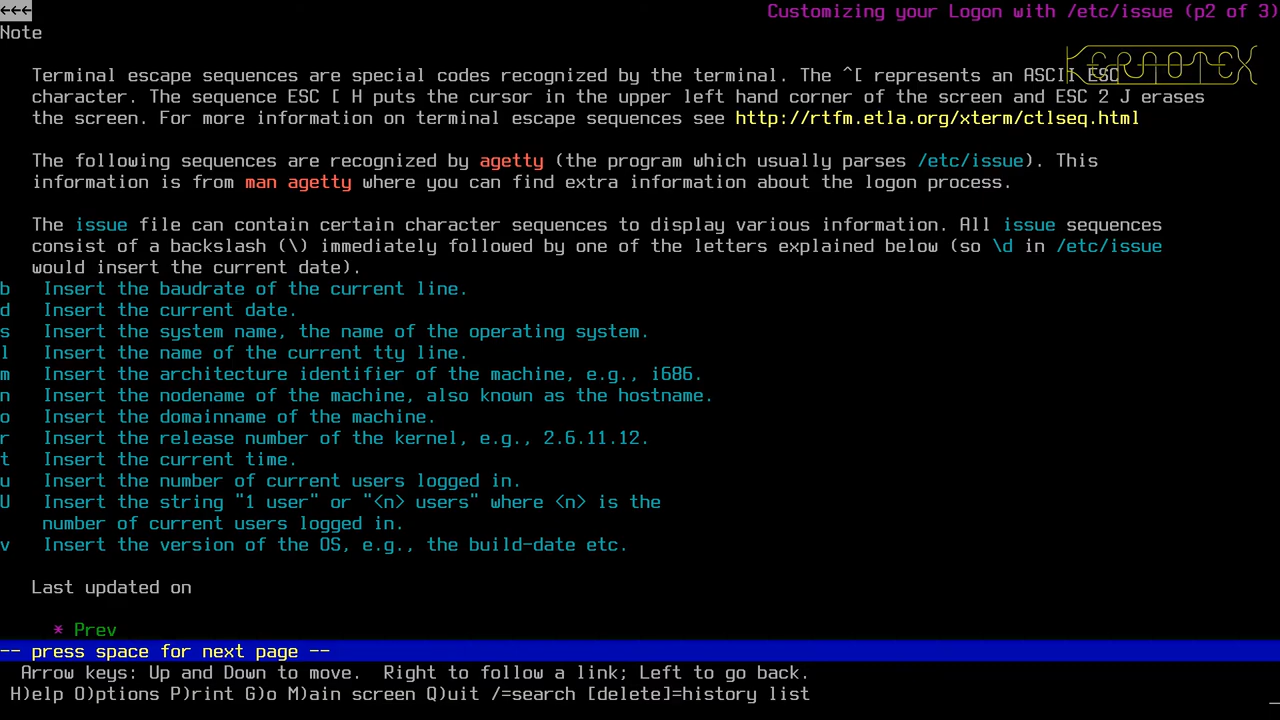 ←←← Customizing your Logon with /etc/issue (p2 of 3)
Note
KERNOTEX
Terminal escape sequences are special codes recognized by the terminal. The ^[ represents an ASCII ESC
character. The sequence ESC [ H puts the cursor in the upper left hand corner of the screen and ESC 2 J erases
the screen. For more information on terminal escape sequences see http://rtfm.etla.org/xterm/ctlseq.html
The following sequences are recognized by agetty (the program which usually parses /etc/issue). This
information is from man agetty where you can find extra information about the logon process.
The issue file can contain certain character sequences to display various information. All issue sequences
consist of a backslash (\) immediately followed by one of the letters explained below (so \d in /etc/issue
would insert the current date).
b Insert the baudrate of the current line.
d Insert the current date.
s Insert the system name, the name of the operating system.
l Insert the name of the current tty line.
m Insert the architecture identifier of the machine, e.g., i686.
n Insert the nodename of the machine, also known as the hostname.
o Insert the domainname of the machine.
r Insert the release number of the kernel, e.g., 2.6.11.12.
t Insert the current time.
u Insert the number of current users logged in.
U Insert the string "1 user" or "<n> users" where <n> is the
number of current users logged in.
v Insert the version of the OS, e.g., the build-date etc.
Last updated on
* Prev
-- press space for next page --
Arrow keys: Up and Down to move. Right to follow a link; Left to go back.
H)elp O)ptions P)rint G)o M)ain screen Q)uit /=search [delete]=history list